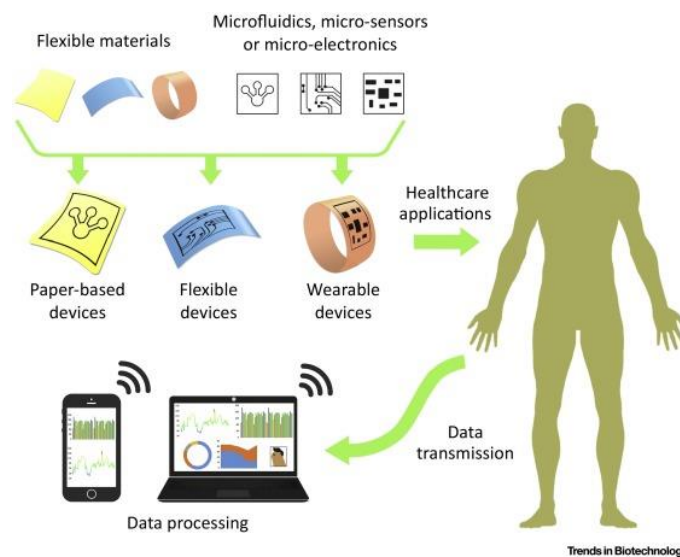 Flexible materials
Microfluidics, micro-sensors
or micro-electronics
Healthcare
applications
Paper-based
devices
Flexible
devices
Wearable
devices
Data
transmission
Data processing
Trends in Biotechnology